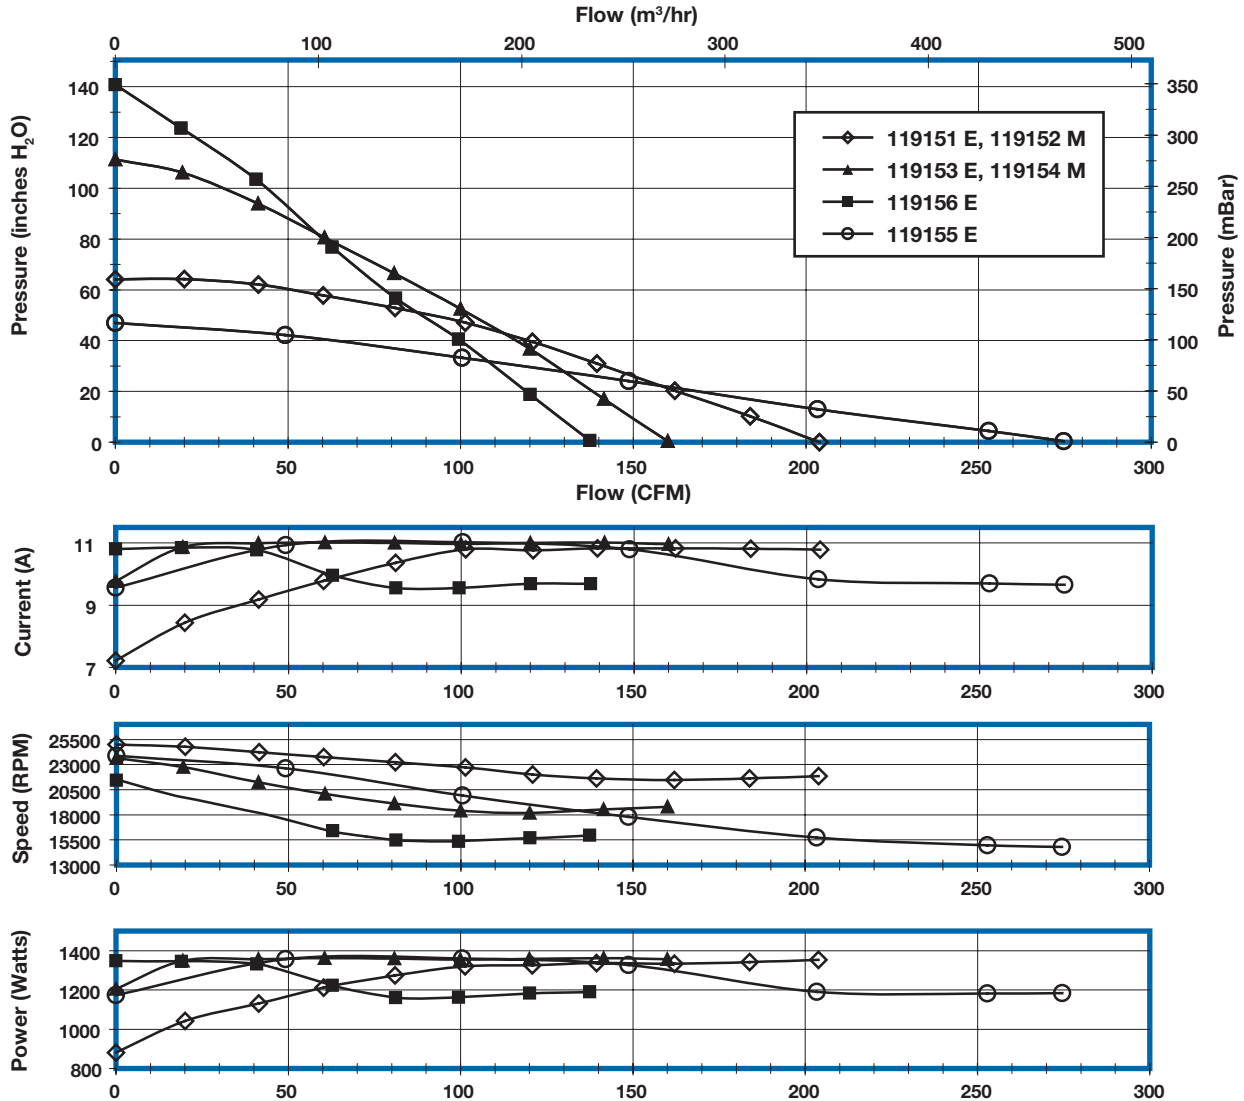 Flow (m³/hr)
0 100 200 300 400 500
Pressure (inches H₂O)
140
120
100
80
60
40
20
0
350
300
250
200
150
100
50
0
Pressure (mBar)
119151 E, 119152 M
119153 E, 119154 M
119156 E
119155 E
0 50 100 150 200 250 300
Flow (CFM)
Current (A)
11
9
7
0 50 100 150 200 250 300
Speed (RPM)
25500
23000
20500
18000
15500
13000
0 50 100 150 200 250 300
Power (Watts)
1400
1200
1000
800
0 50 100 150 200 250 300